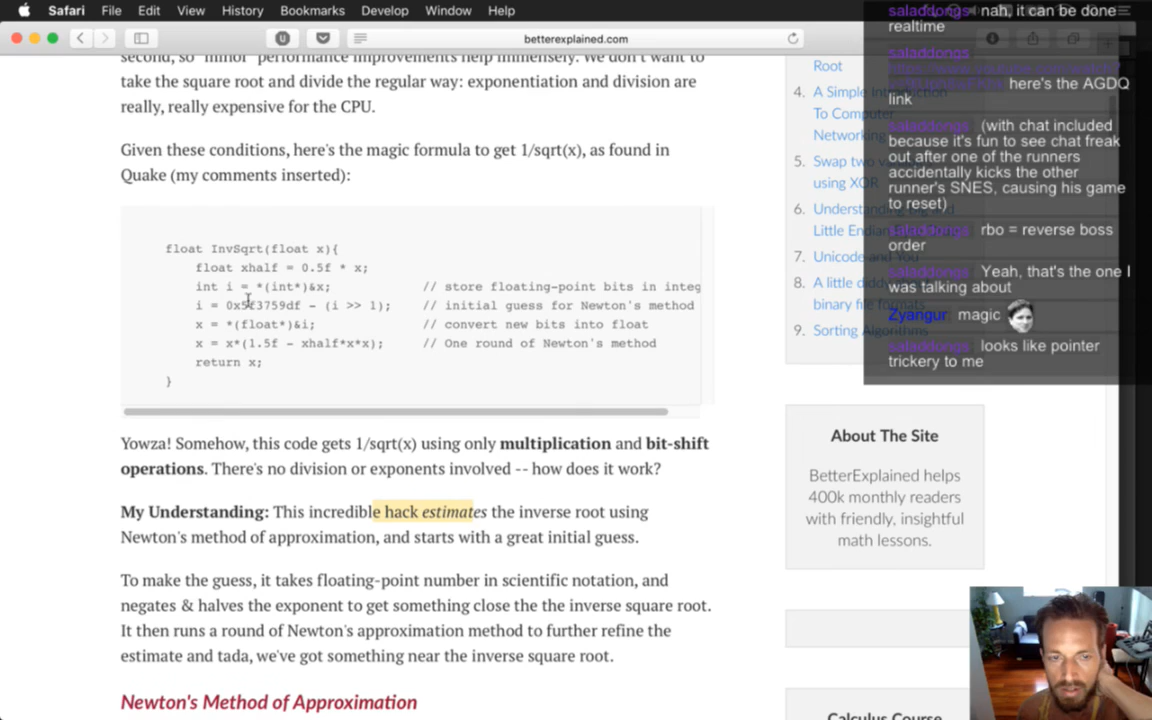 Safari File Edit View History Bookmarks Develop Window Help
betterexplained.com
second, so "minor" performance improvements help immensely. We don't want to
take the square root and divide the regular way: exponentiation and division are
really, really expensive for the CPU.
Given these conditions, here's the magic formula to get 1/sqrt(x), as found in
Quake (my comments inserted):
float InvSqrt(float x){
float xhalf = 0.5f * x;
int i = *(int*)&x; // store floating-point bits in integ
i = 0x5f3759df - (i >> 1); // initial guess for Newton's method
x = *(float*)&i; // convert new bits into float
x = x*(1.5f - xhalf*x*x); // One round of Newton's method
return x;
}
Yowza! Somehow, this code gets 1/sqrt(x) using only multiplication and bit-shift
operations. There's no division or exponents involved -- how does it work?
My Understanding: This incredible hack estimates the inverse root using
Newton's method of approximation, and starts with a great initial guess.
To make the guess, it takes floating-point number in scientific notation, and
negates & halves the exponent to get something close the the inverse square root.
It then runs a round of Newton's approximation method to further refine the
estimate and tada, we've got something near the inverse square root.
Newton's Method of Approximation
Root
4. A Simple Introduction
To Computer
Networking
5. Swap two
using XOR
6. Understanding Big and
Little Endian
7. Unicode and You
8. A little diddy
binary file formats
9. Sorting Algorithms
About The Site
BetterExplained helps
400k monthly readers
with friendly, insightful
math lessons.
Calculus Course
saladdongs nah, it can be done
realtime
saladdongs
here's the AGDQ
link
saladdongs (with chat included
because it's fun to see chat freak
out after one of the runners
accidentally kicks the other
runner's SNES, causing his game
to reset)
saladdongs rbo = reverse boss
order
saladdongs Yeah, that's the one I
was talking about
Zyangur magic
saladdongs looks like pointer
trickery to me